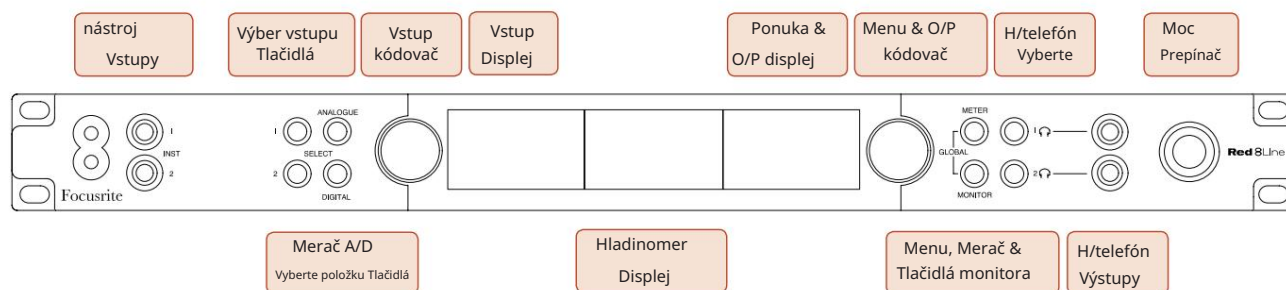 nástroj
Vstupy
Výber vstupu
Tlačidlá
Vstup
kódovač
Vstup
Displej
Ponuka &
O/P displej
Menu & O/P
kódovač
H/telefón
Vyberte
Moc
Prepínač
ANALOGUE
METER
1
1
1
INST
SELECT
GLOBAL
Red 8 Line
2
2
2
Focusrite
DIGITAL
MONITOR
Merač A/D
Vyberte položku Tlačidlá
Hladinomer
Displej
Menu, Merač &
Tlačidlá monitora
H/telefón
Výstupy